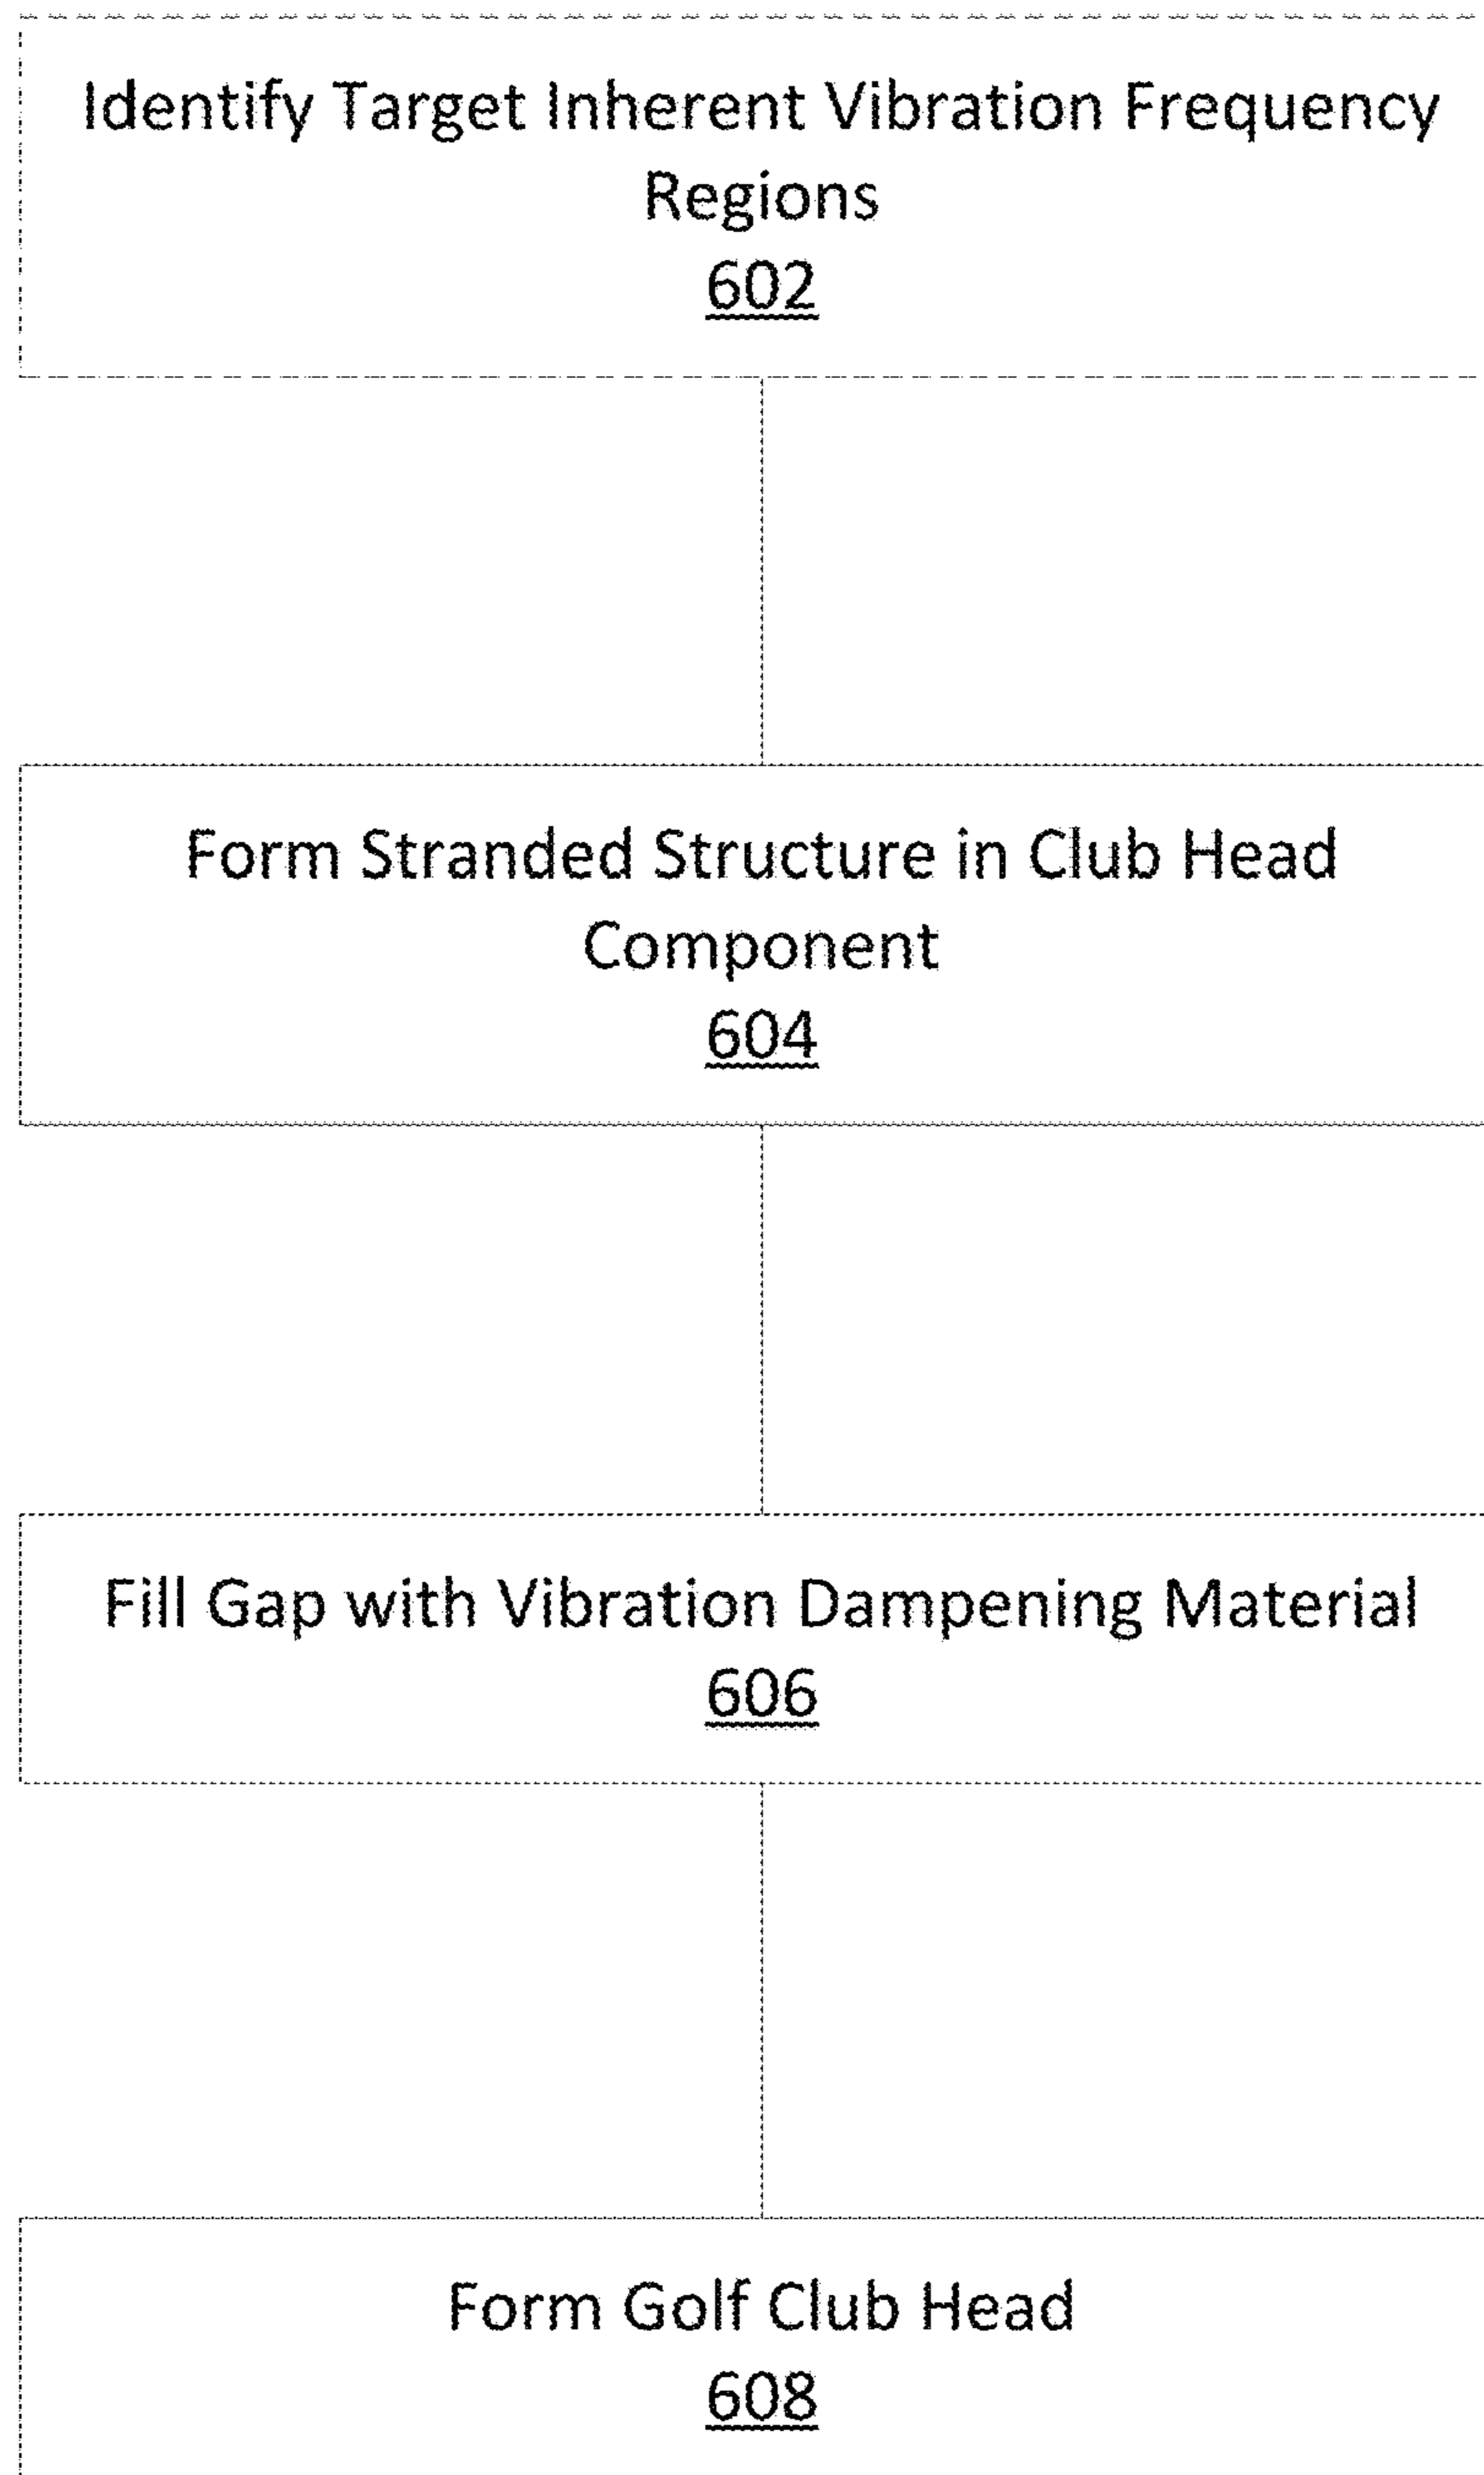 Identify Target Inherent Vibration Frequency
Regions
602
Form Stranded Structure in Club Head
Component
604
Fill Gap with Vibration Dampening Material
606
Form Golf Club Head
608